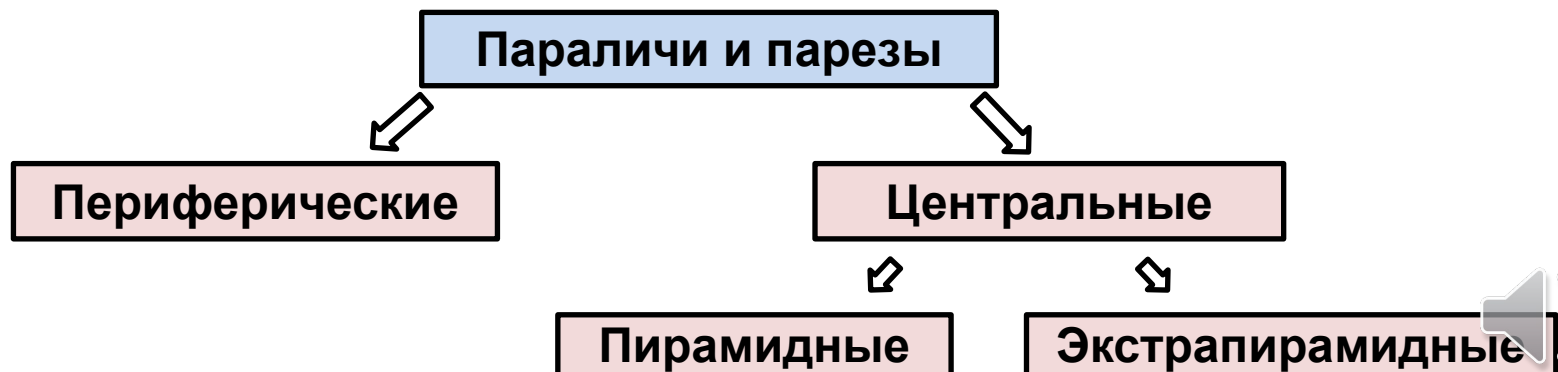 Параличи и парезы
Периферические
Центральные
Пирамидные
Экстрапирамидные